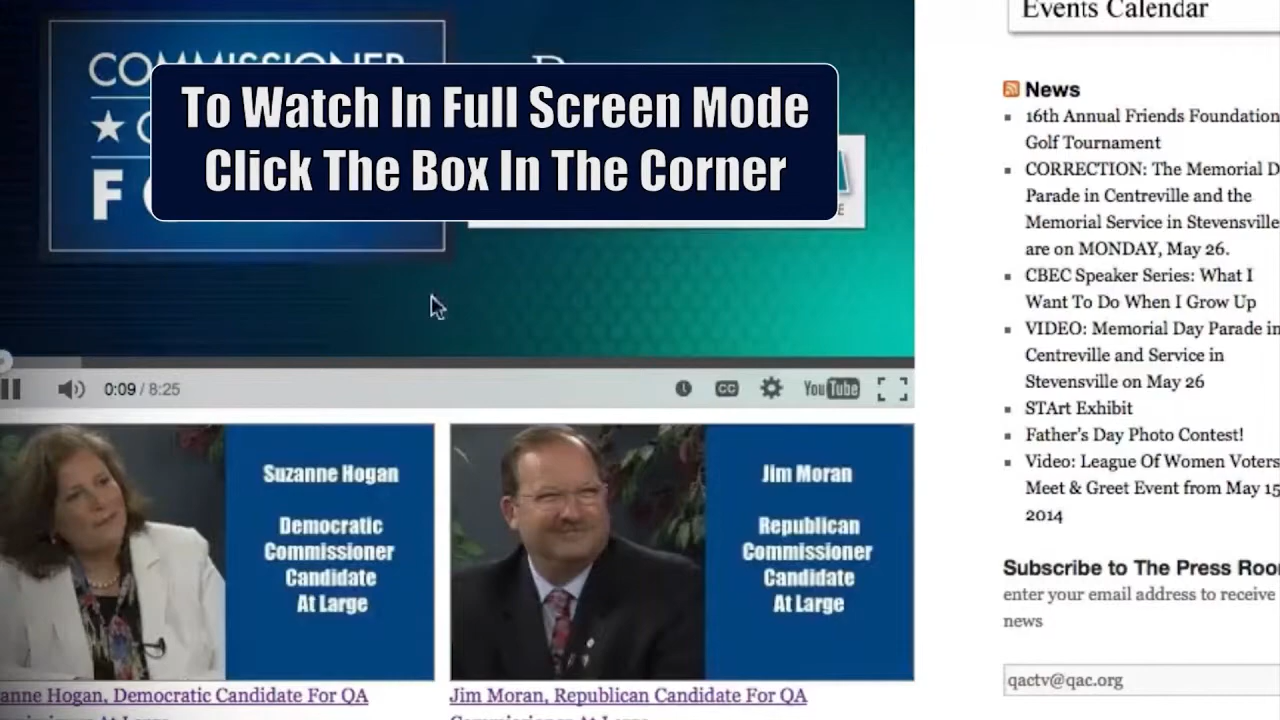 COMMISSIONER
To Watch In Full Screen Mode
Click The Box In The Corner
0:09 / 8:25
CC
YouTube
Suzanne Hogan
Democratic
Commissioner
Candidate
At Large
Jim Moran
Republican
Commissioner
Candidate
At Large
anne Hogan, Democratic Candidate For QA
Jim Moran, Republican Candidate For QA
Commissioner At Large
Events Calendar
News
16th Annual Friends Foundation
Golf Tournament
CORRECTION: The Memorial D
Parade in Centreville and the
Memorial Service in Stevensville
are on MONDAY, May 26.
CBEC Speaker Series: What I
Want To Do When I Grow Up
VIDEO: Memorial Day Parade in
Centreville and Service in
Stevensville on May 26
STArt Exhibit
Father's Day Photo Contest!
Video: League Of Women Voters
Meet & Greet Event from May 15
2014
Subscribe to The Press Roo
enter your email address to receive
news
qactv@qac.org